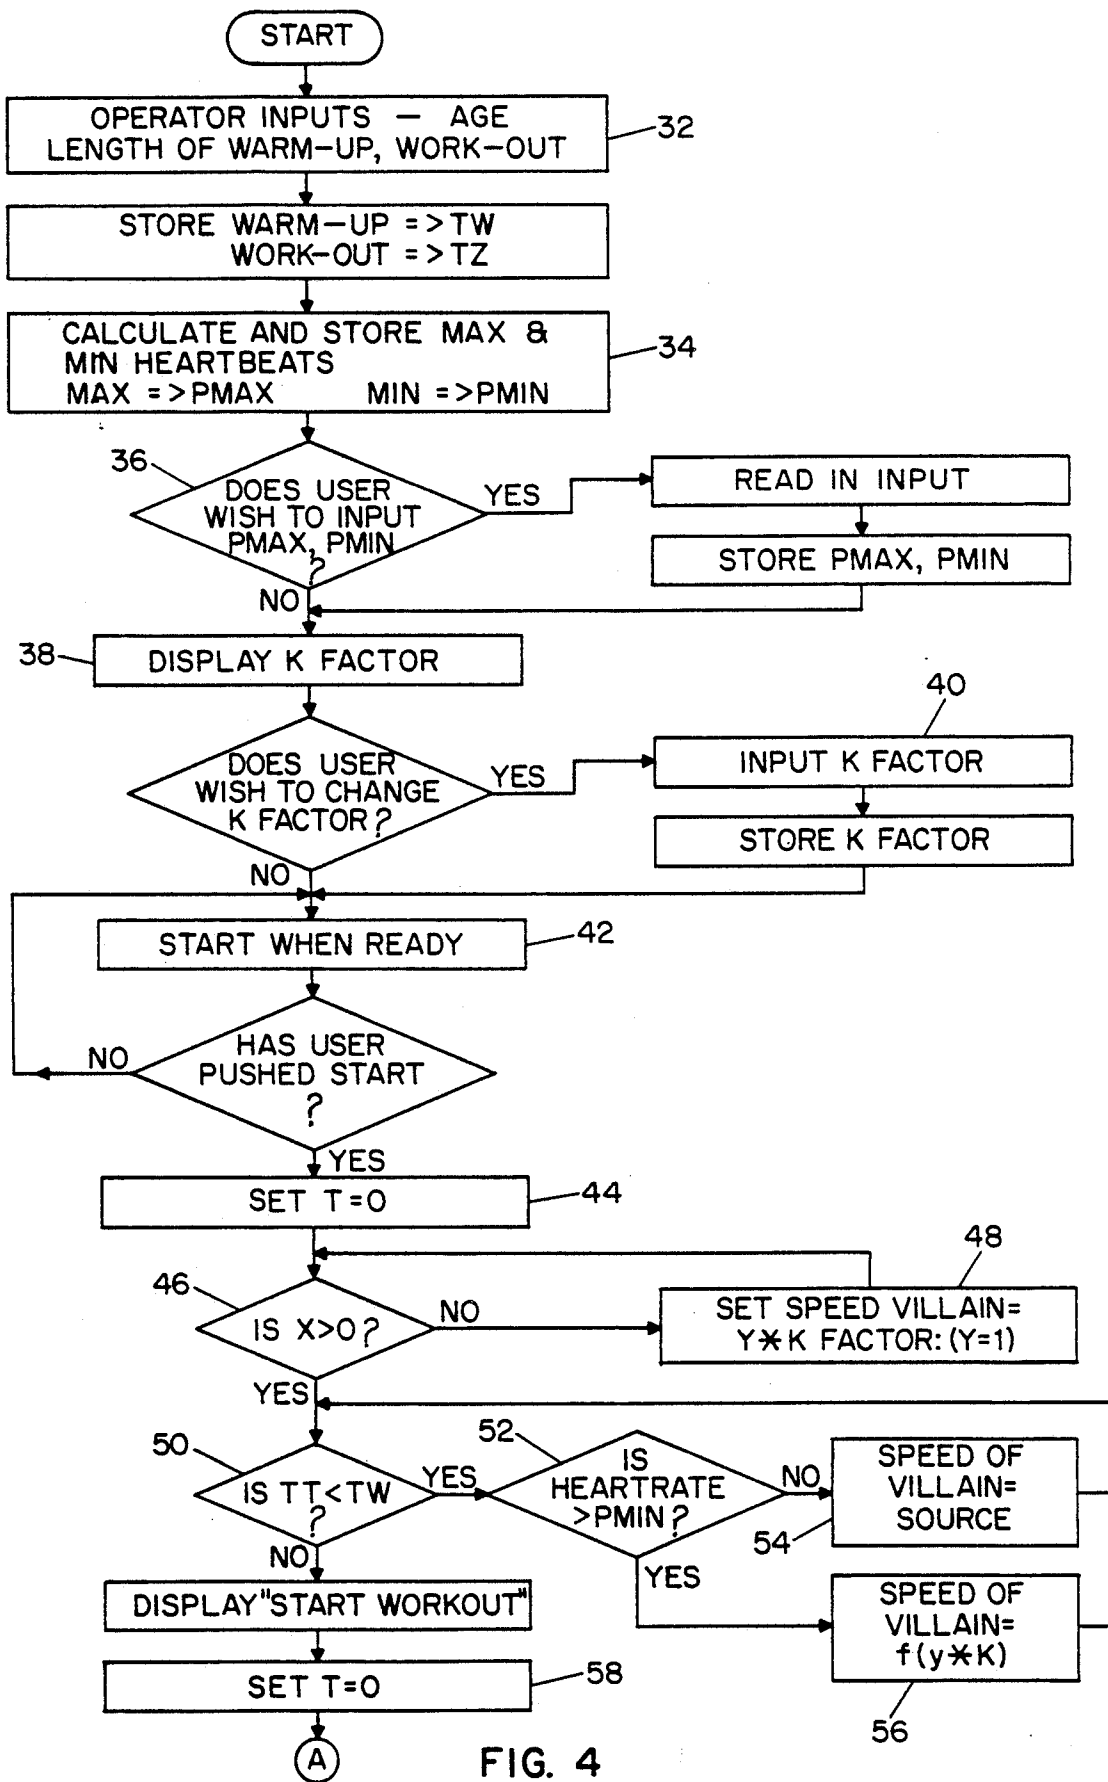 START
OPERATOR INPUTS — AGE
LENGTH OF WARM-UP, WORK-OUT
32
STORE WARM-UP =>TW
WORK-OUT =>TZ
CALCULATE AND STORE MAX &
MIN HEARTBEATS
MAX =>PMAX MIN =>PMIN
34
36
DOES USER
WISH TO INPUT
PMAX, PMIN
?
YES
READ IN INPUT
STORE PMAX, PMIN
NO
38
DISPLAY K FACTOR
40
DOES USER
WISH TO CHANGE
K FACTOR?
YES
INPUT K FACTOR
STORE K FACTOR
NO
START WHEN READY
42
HAS USER
PUSHED START
?
NO
YES
SET T=0
44
46
IS X>0?
NO
48
SET SPEED VILLAIN=
Y*K FACTOR:(Y=1)
YES
50
IS TT<TW
?
YES
52
IS
HEARTRATE
>PMIN?
NO
SPEED OF
VILLAIN=
SOURCE
54
NO
YES
DISPLAY"START WORKOUT"
SPEED OF
VILLAIN=
f(y*K)
56
SET T=0
58
A
FIG. 4